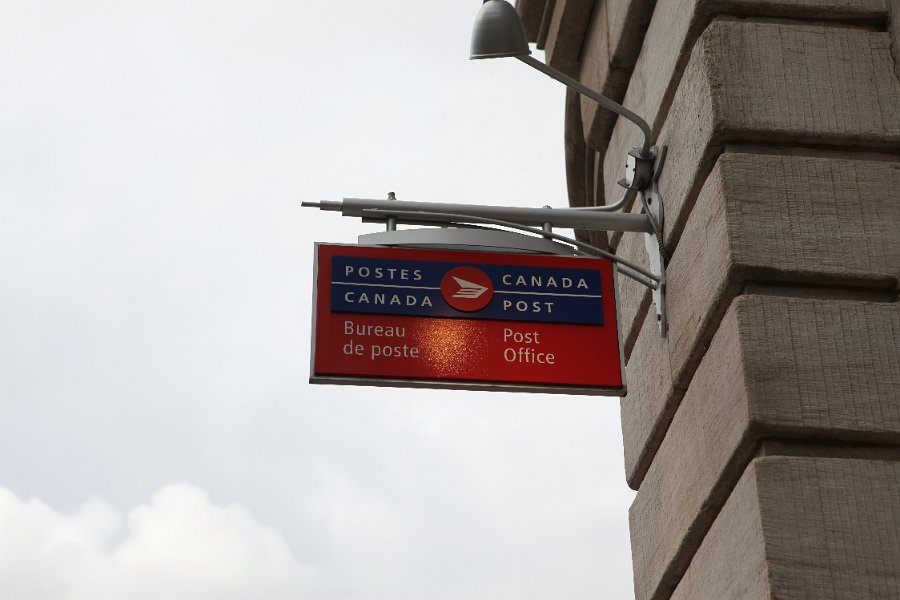 POSTES
CANADA
CANADA
POST
Bureau
de poste
Post
Office